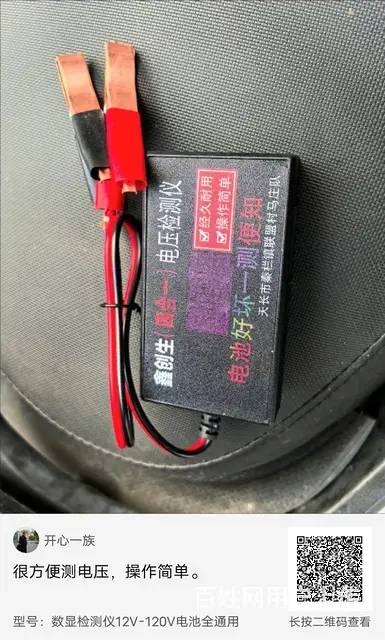 鑫创生(四合一)电压检测仪
经久耐用
操作简单
电池好坏一测便知
天长市秦栏镇联盟村马庄队
开心一族
很方便测电压，操作简单。
百姓网用
型号：数显检测仪12V-120V电池全通用
长按二维码查看